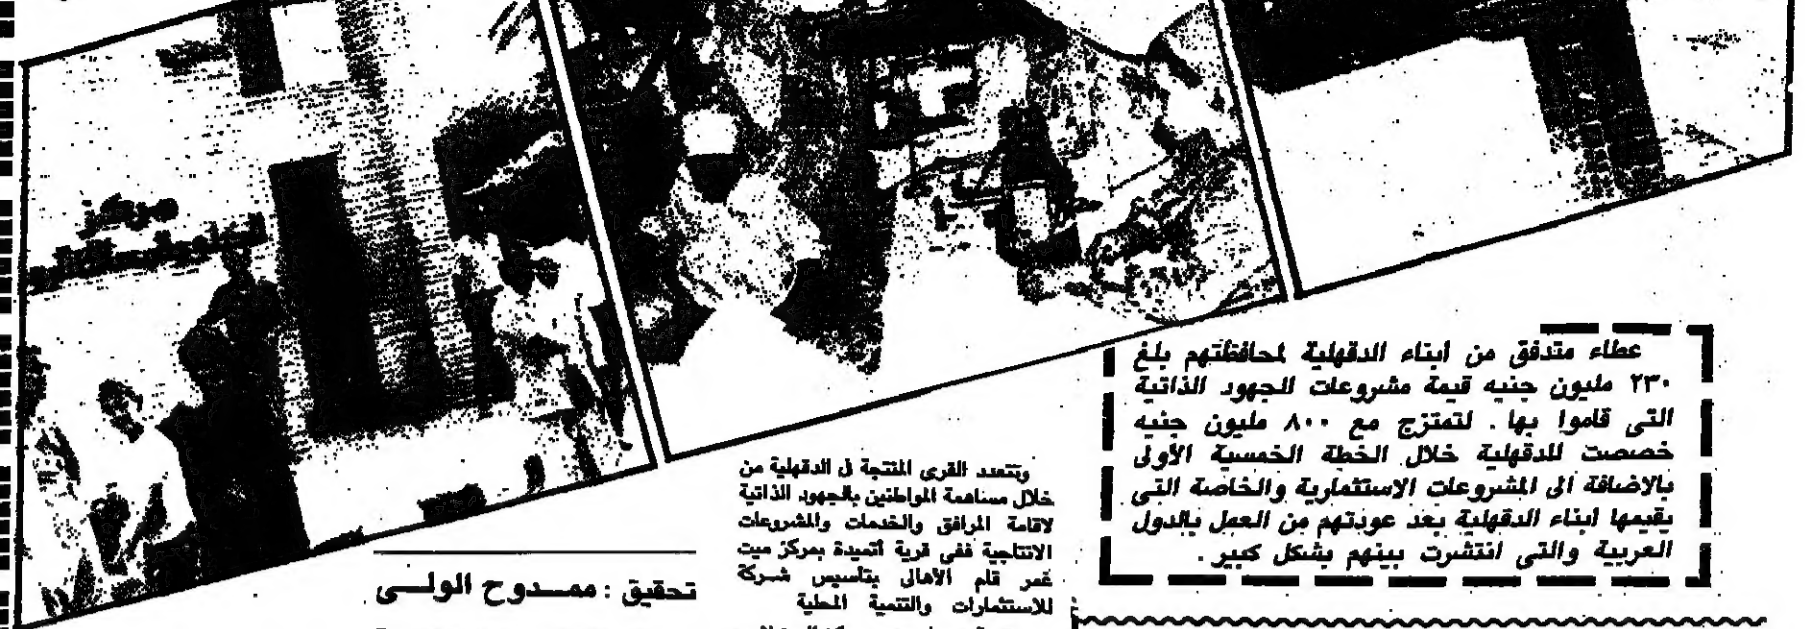 عطاء متدفق من أبناء الدقهلية لمحافظتهم بلغ
٢٣٠ مليون جنيه قيمة مشروعات الجهود الذاتية
التى قاموا بها . لتمتزج مع ٨٠٠ مليون جنيه
خصصت للدقهلية خلال الخطة الخمسية الأولى
بالاضافة الى المشروعات الاستثمارية والخاصة التى
يقيمها أبناء الدقهلية بعد عودتهم من العمل بالدول
العربية والتى انتشرت بينهم بشكل كبير .
وتتعدد القرى المنتجة فى الدقهلية من
خلال مساهمة المواطنين بالجهود الذاتية
لاقامة المرافق والخدمات والمشروعات
الانتاجية ففى قرية أتميدة بمركز ميت
غمر قام الأهالى بتأسيس شركة
للاستثمارات والتنمية المحلية
تحقيق : ممدوح الولى
مركز